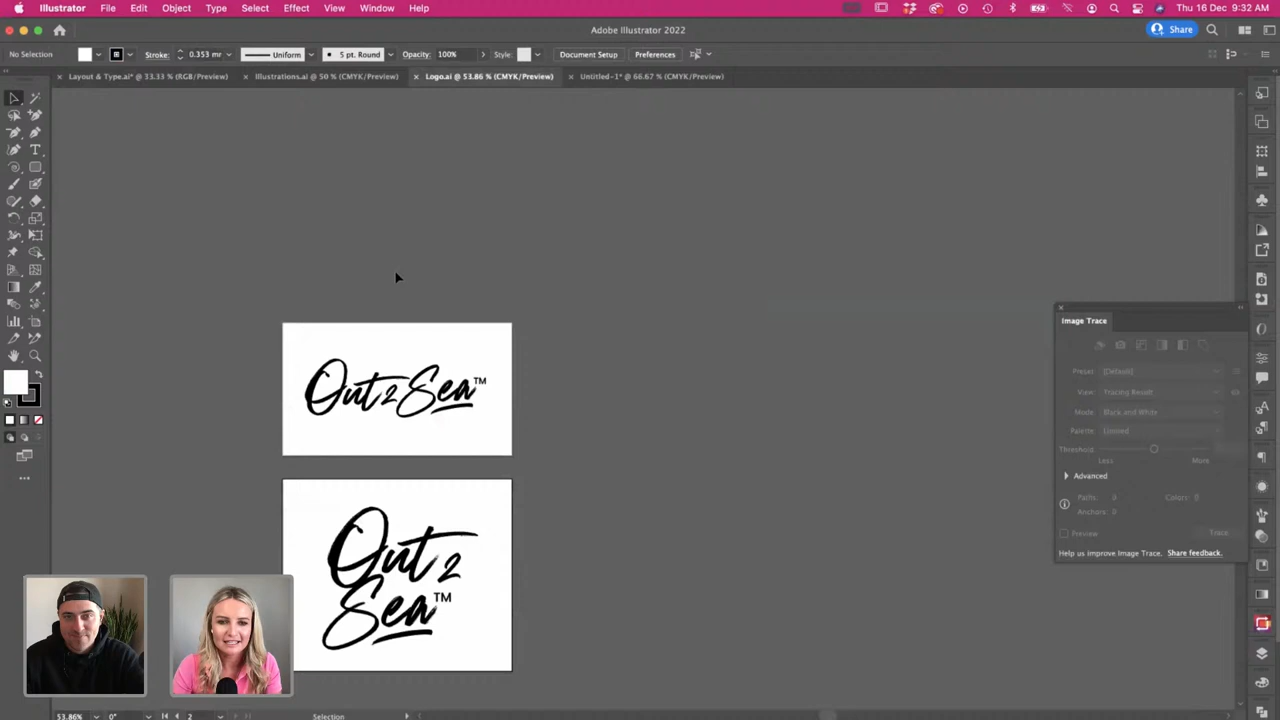 Illustrator File Edit Object Type Select Effect View Window Help Thu 16 Dec 9:32 AM
Adobe Illustrator 2022 Share
No Selection Stroke: 0.353 mm Uniform 5 pt. Round Opacity: 100% Style: Document Setup Preferences
Layout & Type.ai* @ 33.33 % (RGB/Preview) Illustrations.ai @ 50 % (CMYK/Preview) Logo.ai @ 53.86 % (CMYK/Preview) Untitled-1* @ 66.67 % (CMYK/Preview)
Out2Sea™
Out 2
Sea™
Image Trace
Preset: [Default]
View: Tracing Result
Mode: Black and White
Palette: Limited
Threshold:
Less More
Advanced
Paths: 0 Colors: 0
Anchors: 0
Preview Trace
Help us improve Image Trace. Share feedback.
53.86% 0° 2 Selection